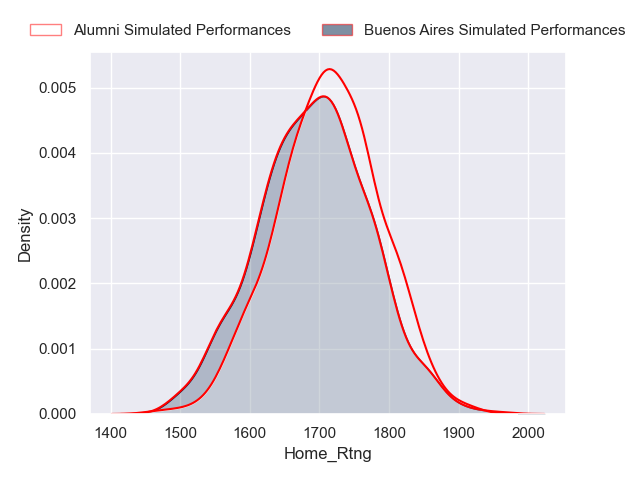 Alumni Simulated Performances Buenos Aires Simulated Performances
0.005
0.004
0.003
0.002
0.001
0.000
Density
1400 1500 1600 1700 1800 1900 2000
Home_Rtng